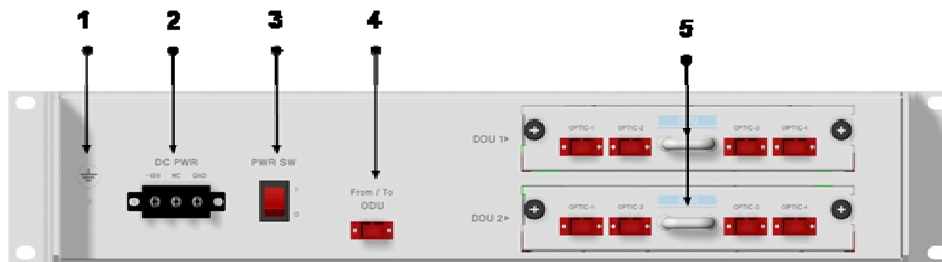 1 2 3 4 5
DC PWR
-48V NC GND
PWR SW
I
O
From / To
ODU
DOU 1
OPTIC-1 OPTIC-2 OPTIC-3 OPTIC-4
DOU 2
OPTIC-1 OPTIC-2 OPTIC-3 OPTIC-4